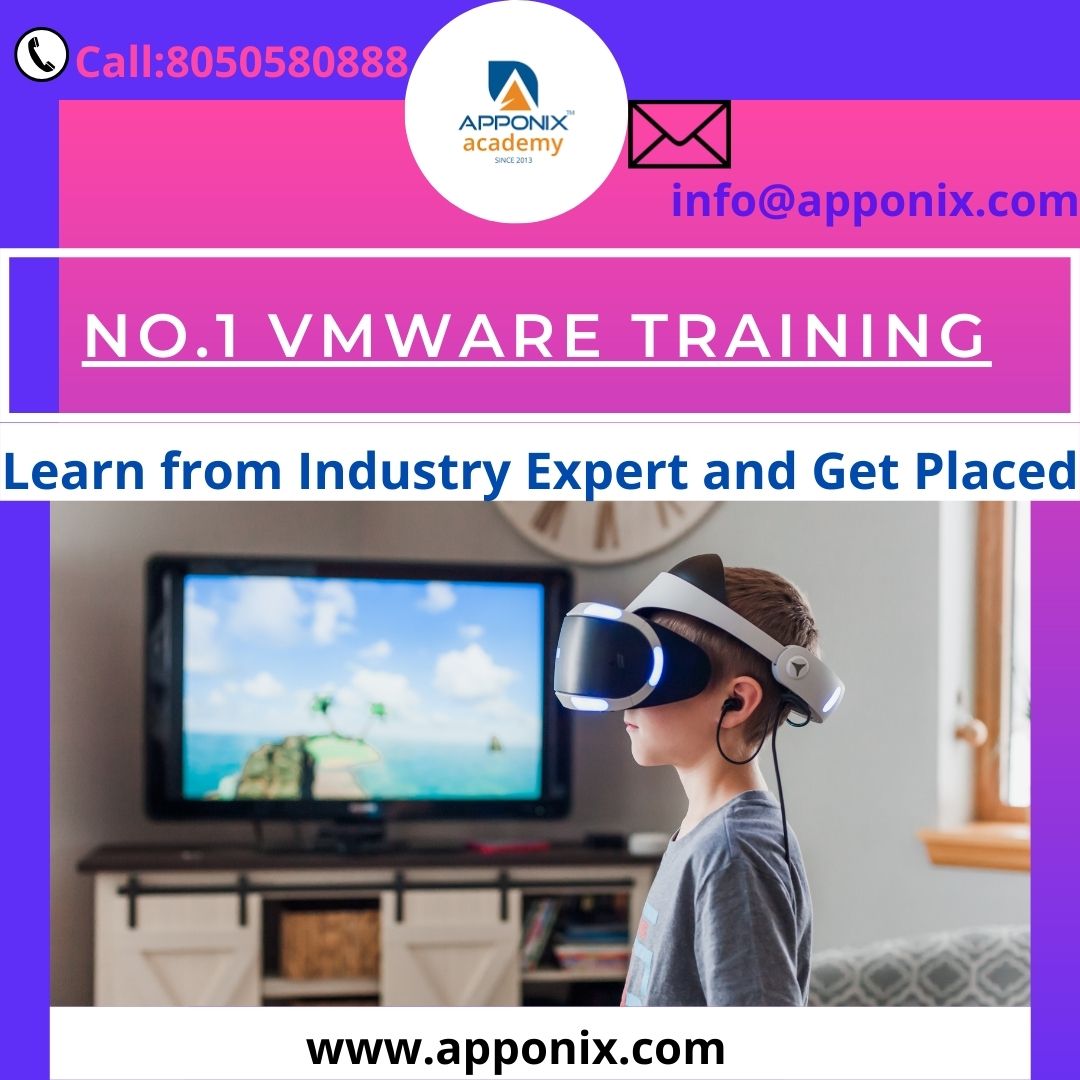 Call:8050580888
APPONIX™
academy
SINCE 2013
info@apponix.com
NO.1 VMWARE TRAINING
Learn from Industry Expert and Get Placed
www.apponix.com